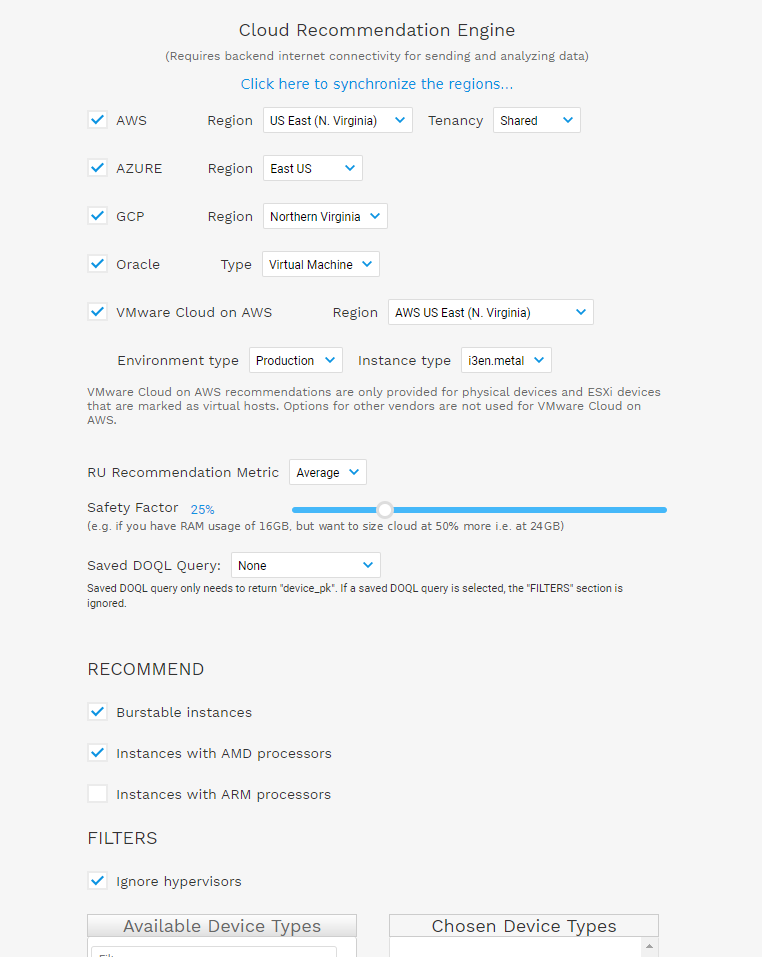 Cloud Recommendation Engine
(Requires backend internet connectivity for sending and analyzing data)
Click here to synchronize the regions...
AWS Region US East (N. Virginia) Tenancy Shared
AZURE Region East US
GCP Region Northern Virginia
Oracle Type Virtual Machine
VMware Cloud on AWS Region AWS US East (N. Virginia)
Environment type Production Instance type i3en.metal
VMware Cloud on AWS recommendations are only provided for physical devices and ESXi devices
that are marked as virtual hosts. Options for other vendors are not used for VMware Cloud on
AWS.
RU Recommendation Metric Average
Safety Factor 25%
(e.g. if you have RAM usage of 16GB, but want to size cloud at 50% more i.e. at 24GB)
Saved DOQL Query: None
Saved DOQL query only needs to return "device_pk". If a saved DOQL query is selected, the "FILTERS" section is
ignored.
RECOMMEND
Burstable instances
Instances with AMD processors
Instances with ARM processors
FILTERS
Ignore hypervisors
Available Device Types Chosen Device Types